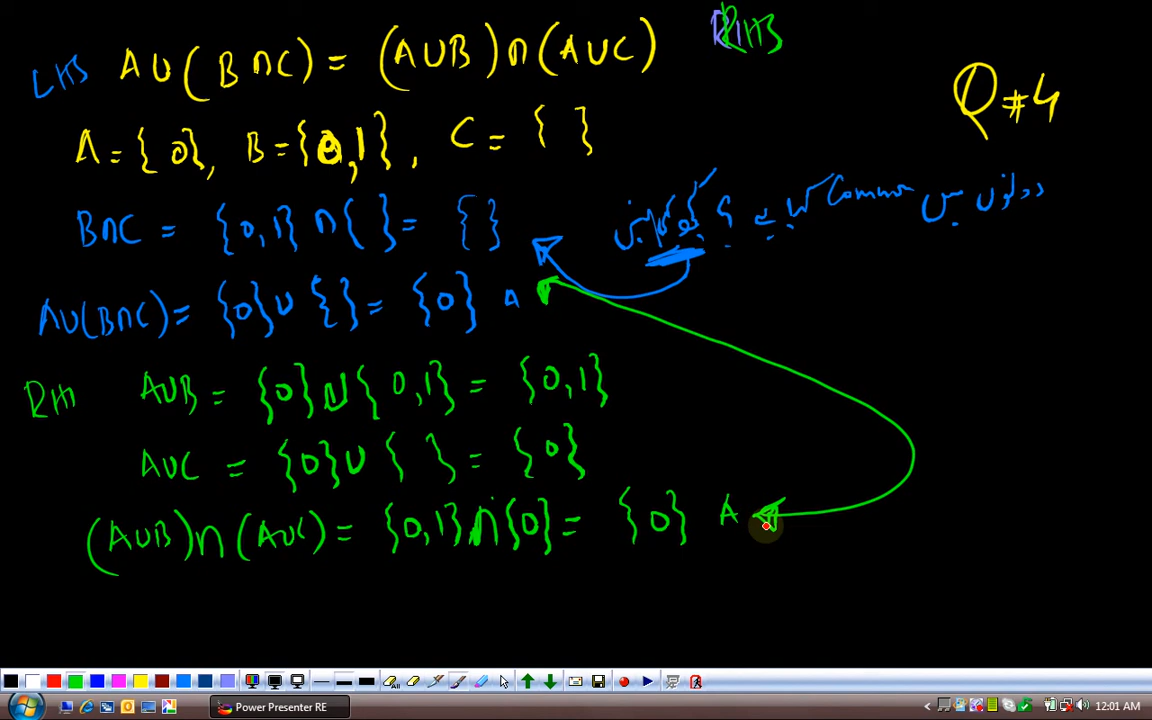 RHS
LHS A∪(B∩C) = (A∪B)∩(A∪C)
Q#4
A={0}, B={0,1}, C={ }
B∩C = {0,1}∩{ }= { }
دونوں میں Common کیا ہے ؟ کچھ نہیں
A∪(B∩C)= {0}∪{ }= {0} A
RHS A∪B = {0}∪{0,1} = {0,1}
A∪C = {0}∪{ } = {0}
(A∪B)∩(A∪C)= {0,1}∩{0}= {0} A
All
Power Presenter RE
12:01 AM